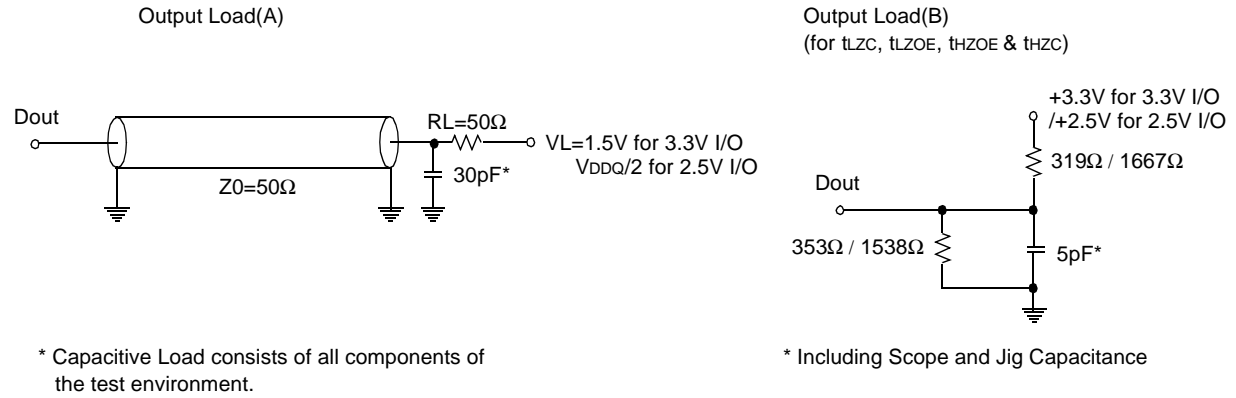 Output Load(A)
Dout
Z0=50Ω
RL=50Ω
30pF*
VL=1.5V for 3.3V I/O
VDDQ/2 for 2.5V I/O
* Capacitive Load consists of all components of
the test environment.
Output Load(B)
(for tLZC, tLZOE, tHZOE & tHZC)
+3.3V for 3.3V I/O
/+2.5V for 2.5V I/O
319Ω / 1667Ω
Dout
353Ω / 1538Ω
5pF*
* Including Scope and Jig Capacitance